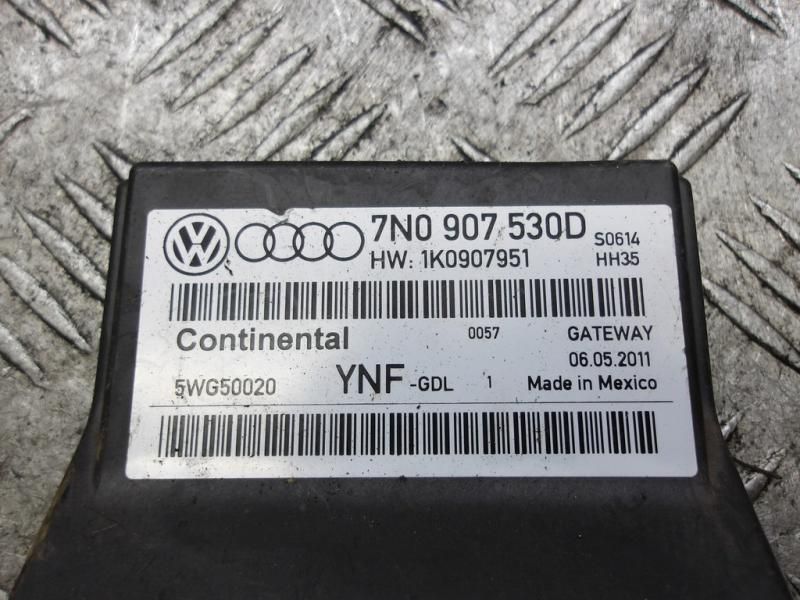 7N0 907 530D S0614
HW: 1K0907951 HH35
Continental 0057 GATEWAY
06.05.2011
5WG50020 YNF -GDL 1 Made in Mexico